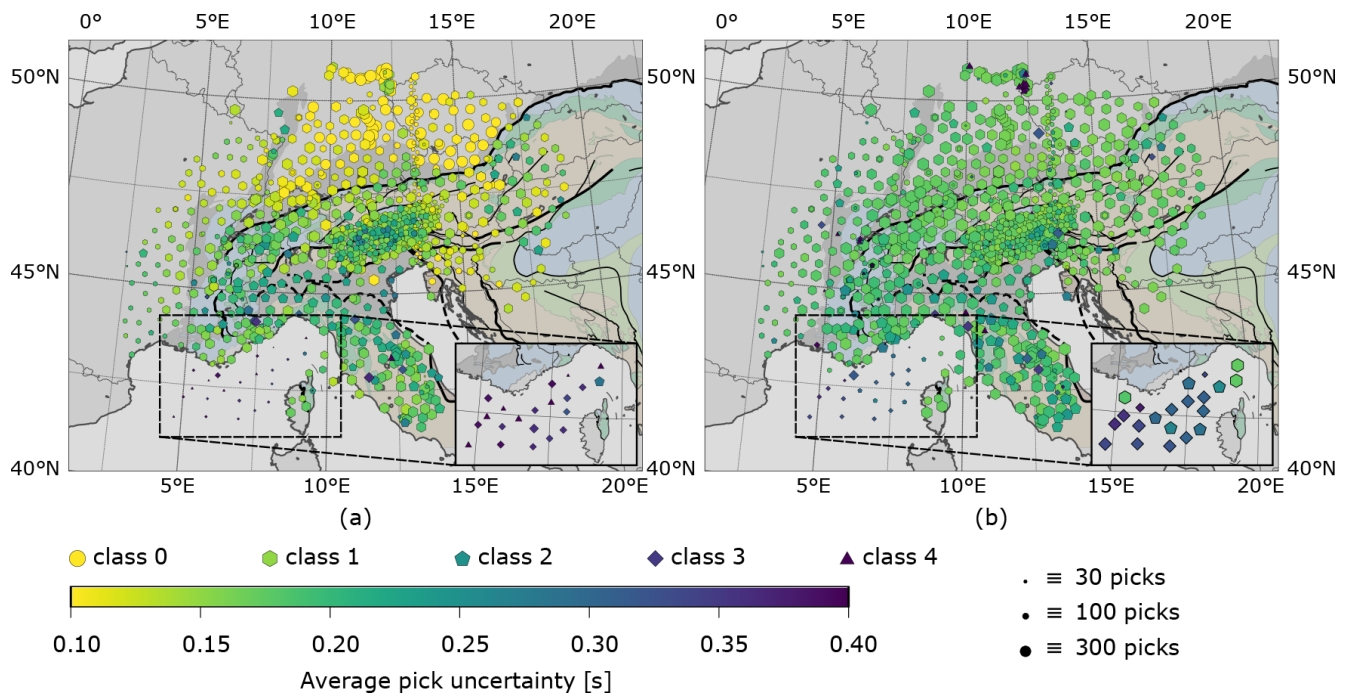 0° 5°E 10°E 15°E 20°E 0° 5°E 10°E 15°E 20°E
50°N 50°N 50°N
45°N 45°N 45°N
40°N 40°N 40°N
5°E 10°E 15°E 20°E 5°E 10°E 15°E 20°E
(a) (b)
class 0 class 1 class 2 class 3 class 4
≡ 30 picks
≡ 100 picks
≡ 300 picks
0.10 0.15 0.20 0.25 0.30 0.35 0.40
Average pick uncertainty [s]